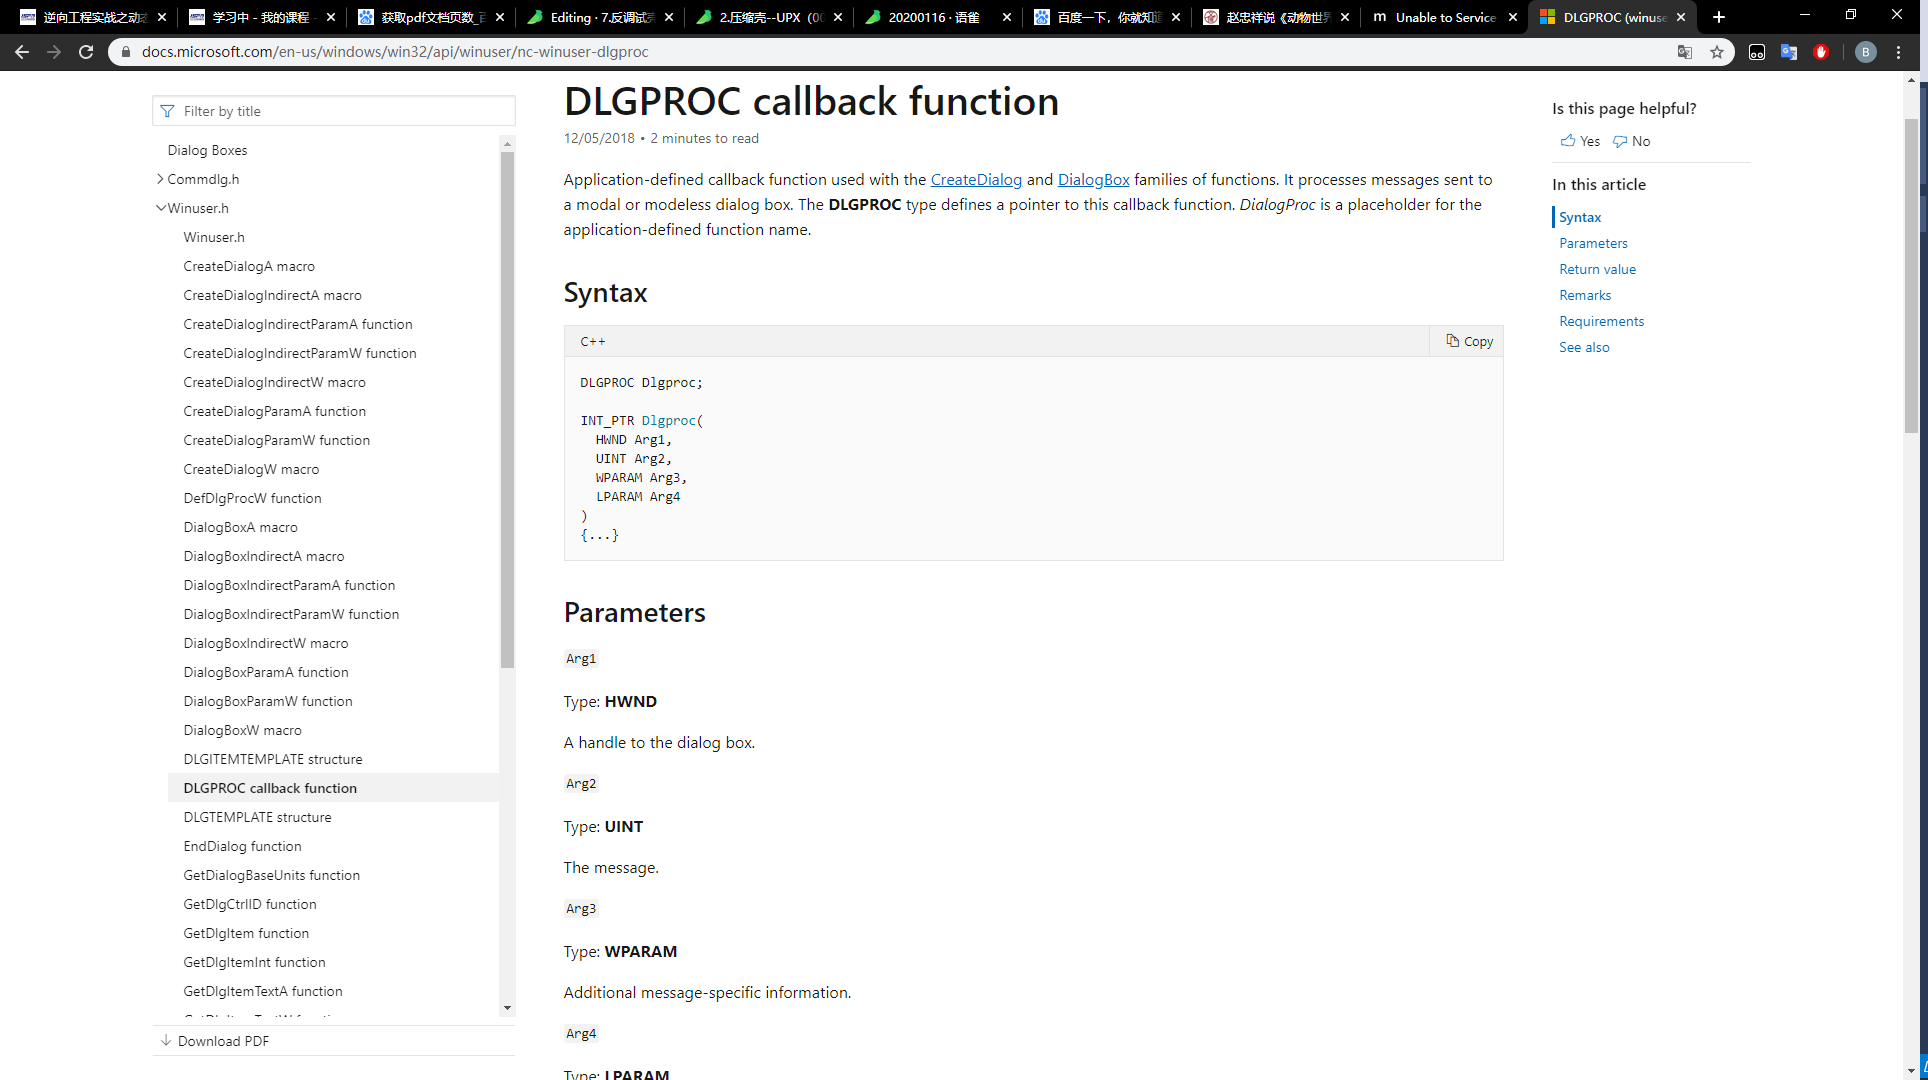 逆向工程实战之动态
学习中 - 我的课程 -
获取pdf文档页数_百
Editing · 7.反调试
2.压缩壳--UPX（00
20200116 · 语雀
百度一下，你就知道
赵忠祥说《动物世界
Unable to Service
DLGPROC (winuse
docs.microsoft.com/en-us/windows/win32/api/winuser/nc-winuser-dlgproc
B
Filter by title
Dialog Boxes
Commdlg.h
Winuser.h
Winuser.h
CreateDialogA macro
CreateDialogIndirectA macro
CreateDialogIndirectParamA function
CreateDialogIndirectParamW function
CreateDialogIndirectW macro
CreateDialogParamA function
CreateDialogParamW function
CreateDialogW macro
DefDlgProcW function
DialogBoxA macro
DialogBoxIndirectA macro
DialogBoxIndirectParamA function
DialogBoxIndirectParamW function
DialogBoxIndirectW macro
DialogBoxParamA function
DialogBoxParamW function
DialogBoxW macro
DLGITEMTEMPLATE structure
DLGPROC callback function
DLGTEMPLATE structure
EndDialog function
GetDialogBaseUnits function
GetDlgCtrlID function
GetDlgItem function
GetDlgItemInt function
GetDlgItemTextA function
Download PDF
DLGPROC callback function
12/05/2018 • 2 minutes to read
Application-defined callback function used with the CreateDialog and DialogBox families of functions. It processes messages sent to
a modal or modeless dialog box. The DLGPROC type defines a pointer to this callback function. DialogProc is a placeholder for the
application-defined function name.
Syntax
C++
Copy
DLGPROC Dlgproc;
INT_PTR Dlgproc(
HWND Arg1,
UINT Arg2,
WPARAM Arg3,
LPARAM Arg4
)
{...}
Parameters
Arg1
Type: HWND
A handle to the dialog box.
Arg2
Type: UINT
The message.
Arg3
Type: WPARAM
Additional message-specific information.
Arg4
Type: LPARAM
Is this page helpful?
Yes No
In this article
Syntax
Parameters
Return value
Remarks
Requirements
See also